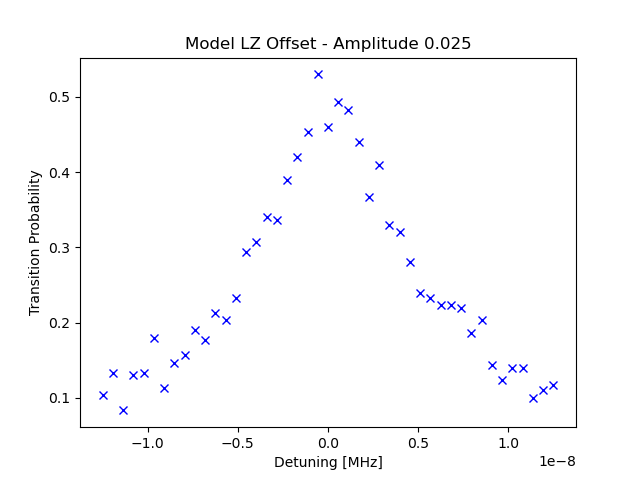 Model LZ Offset - Amplitude 0.025
Transition Probability
0.5
0.4
0.3
0.2
0.1
−1.0 −0.5 0.0 0.5 1.0
1e−8
Detuning [MHz]